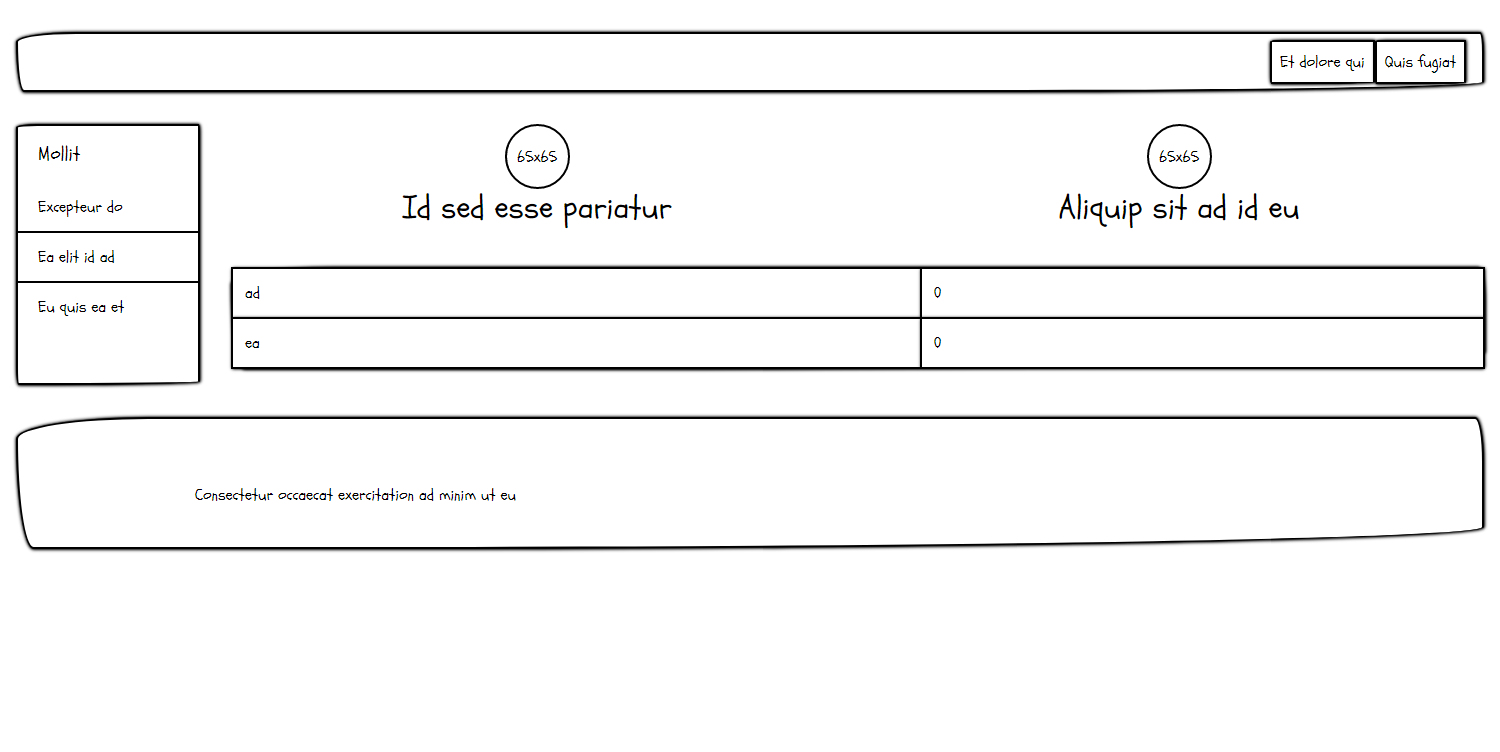 Et dolore qui Quis fugiat
Mollit
Excepteur do
Ea elit id ad
Eu quis ea et
65x65
Id sed esse pariatur
65x65
Aliquip sit ad id eu
ad 0
ea 0
Consectetur occaecat exercitation ad minim ut eu